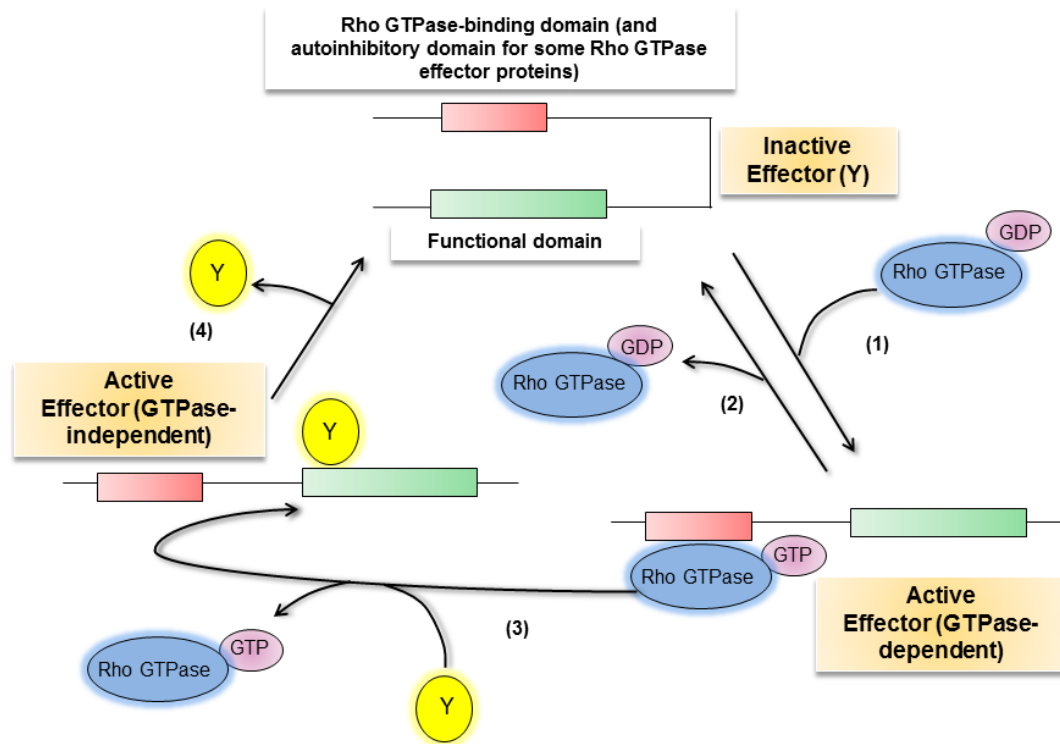 Rho GTPase-binding domain (and
autoinhibitory domain for some Rho GTPase
effector proteins)
Inactive
Effector (Y)
Functional domain
GDP
Rho GTPase
Y
(4)
(1)
GDP
Rho GTPase
(2)
Active
Effector (GTPase-
independent)
Y
Rho GTPase
GTP
Active
Effector (GTPase-
dependent)
(3)
GTP
Rho GTPase
Y